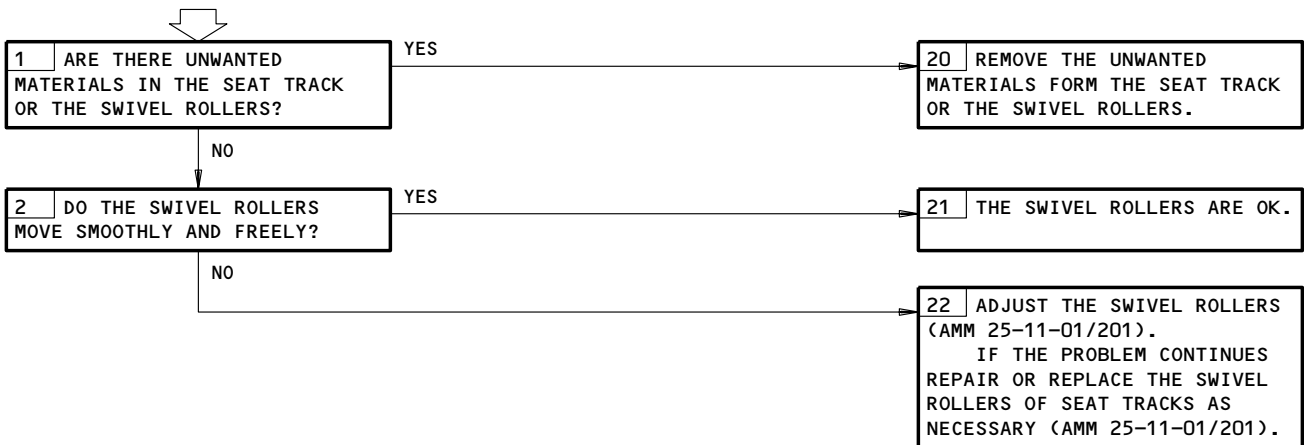 1 ARE THERE UNWANTED
MATERIALS IN THE SEAT TRACK
OR THE SWIVEL ROLLERS?
YES
20 REMOVE THE UNWANTED
MATERIALS FORM THE SEAT TRACK
OR THE SWIVEL ROLLERS.
NO
2 DO THE SWIVEL ROLLERS
MOVE SMOOTHLY AND FREELY?
YES
21 THE SWIVEL ROLLERS ARE OK.
NO
22 ADJUST THE SWIVEL ROLLERS
(AMM 25-11-01/201).
IF THE PROBLEM CONTINUES
REPAIR OR REPLACE THE SWIVEL
ROLLERS OF SEAT TRACKS AS
NECESSARY (AMM 25-11-01/201).